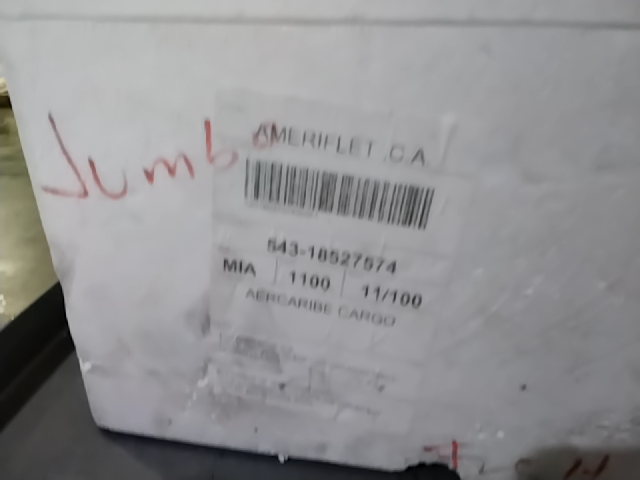 Jumbo
AMERIFLET .C.A
543-18527574
MIA 1100 11/100
AERCARIBE CARGO